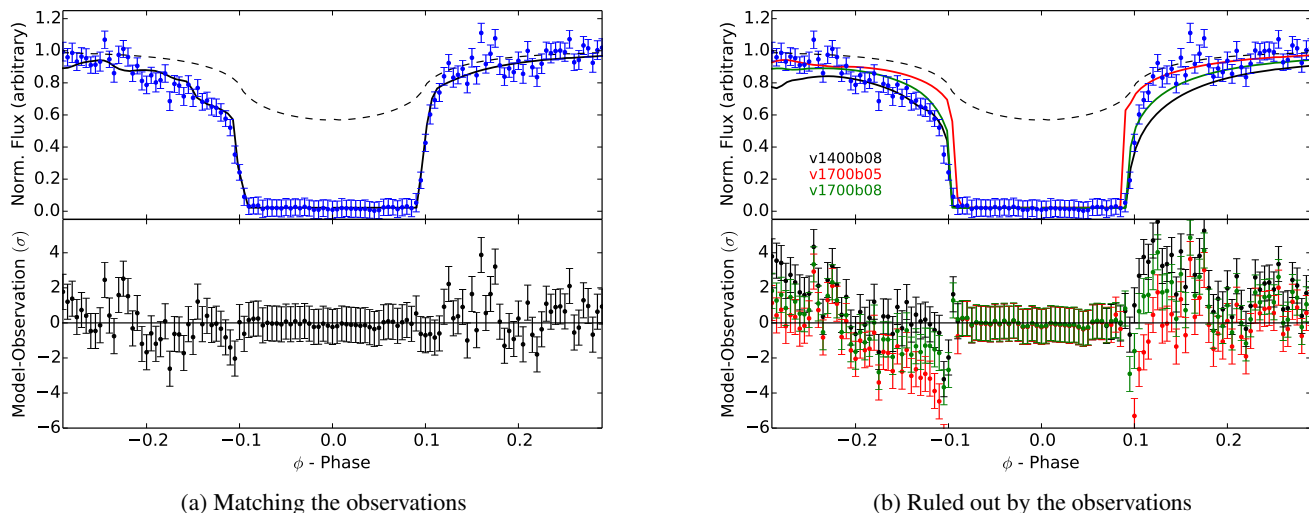 1.2
1.0
0.8
0.6
0.4
0.2
0.0
Norm. Flux (arbitrary)
4
2
0
−2
−4
−6
Model-Observation (σ)
−0.2 −0.1 0.0 0.1 0.2
ϕ - Phase
(a) Matching the observations
1.2
1.0
0.8
0.6
0.4
0.2
0.0
Norm. Flux (arbitrary)
v1400b08
v1700b05
v1700b08
4
2
0
−2
−4
−6
Model-Observation (σ)
−0.2 −0.1 0.0 0.1 0.2
ϕ - Phase
(b) Ruled out by the observations